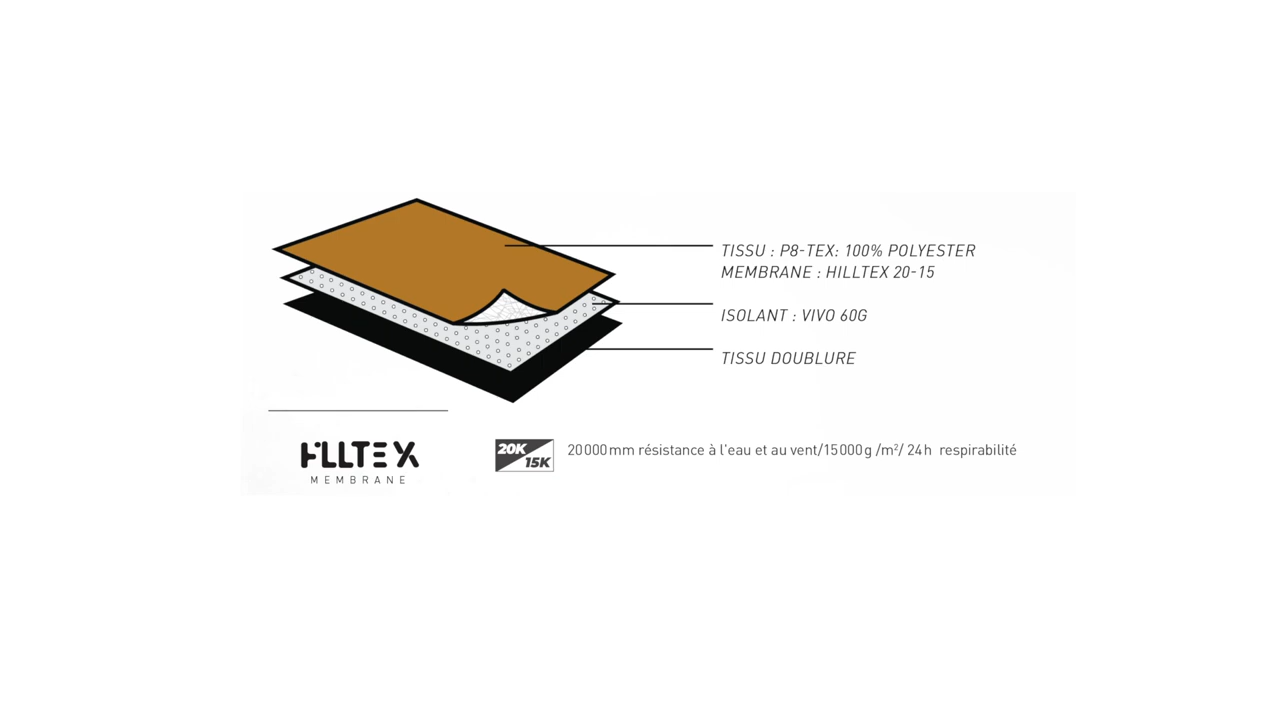 TISSU : P8-TEX: 100% POLYESTER
MEMBRANE : HILLTEX 20-15
ISOLANT : VIVO 60G
TISSU DOUBLURE
HILLTEX
MEMBRANE
20K
15K
20000mm résistance à l'eau et au vent/15000g /m²/ 24h respirabilité